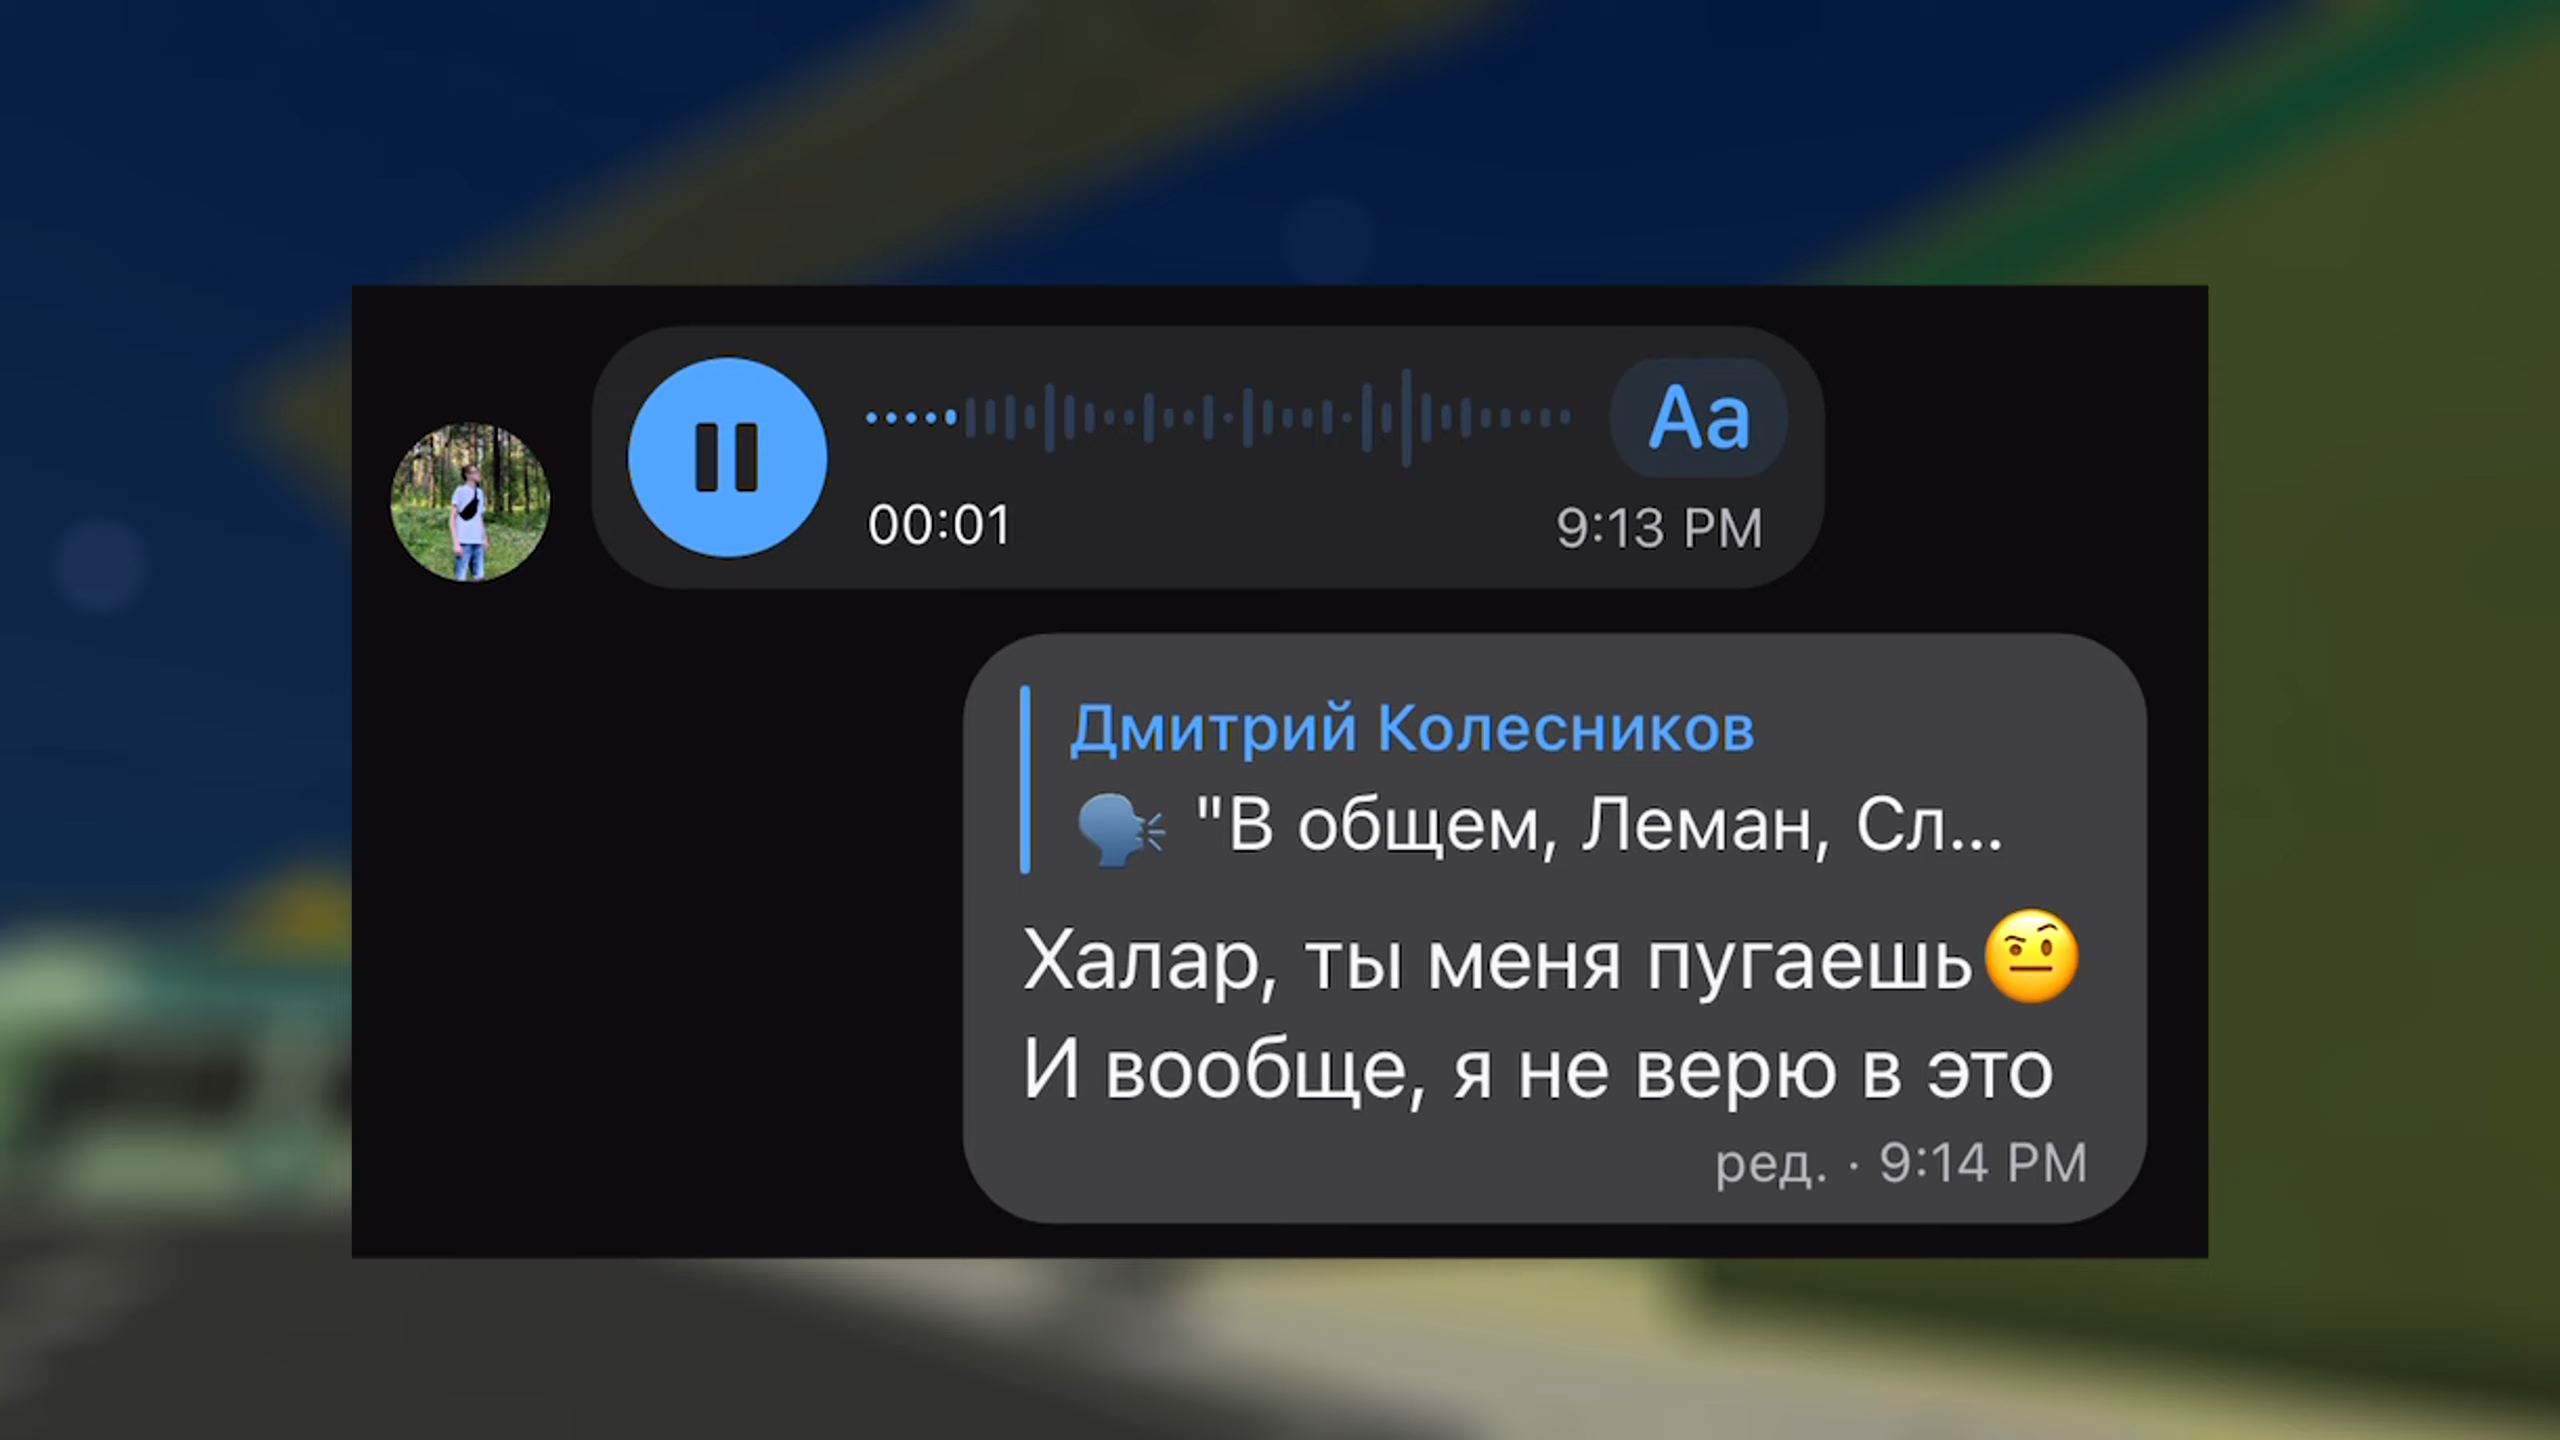 Aa
00:01
9:13 PM
Дмитрий Колесников
🗣 "В общем, Леман, Сл...
Халар, ты меня пугаешь🤨
И вообще, я не верю в это
ред. · 9:14 PM